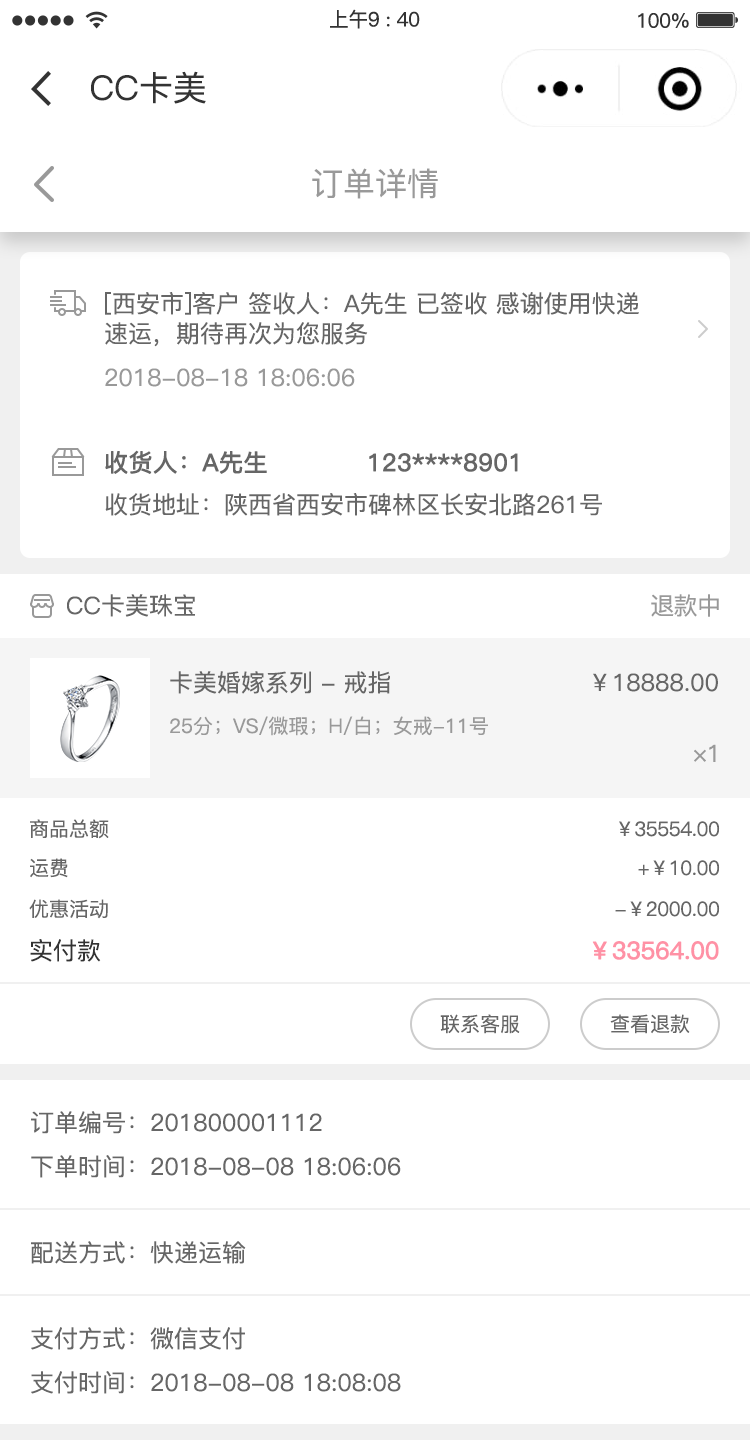 上午9 : 40
100%
CC卡美
订单详情
[西安市]客户 签收人：A先生 已签收 感谢使用快递
速运，期待再次为您服务
2018-08-18 18:06:06
收货人：A先生 123****8901
收货地址：陕西省西安市碑林区长安北路261号
CC卡美珠宝 退款中
卡美婚嫁系列 – 戒指 ¥18888.00
25分；VS/微瑕；H/白；女戒–11号
×1
商品总额 ¥35554.00
运费 +¥10.00
优惠活动 –¥2000.00
实付款 ¥33564.00
联系客服 查看退款
订单编号：201800001112
下单时间：2018–08–08 18:06:06
配送方式：快递运输
支付方式：微信支付
支付时间：2018–08–08 18:08:08